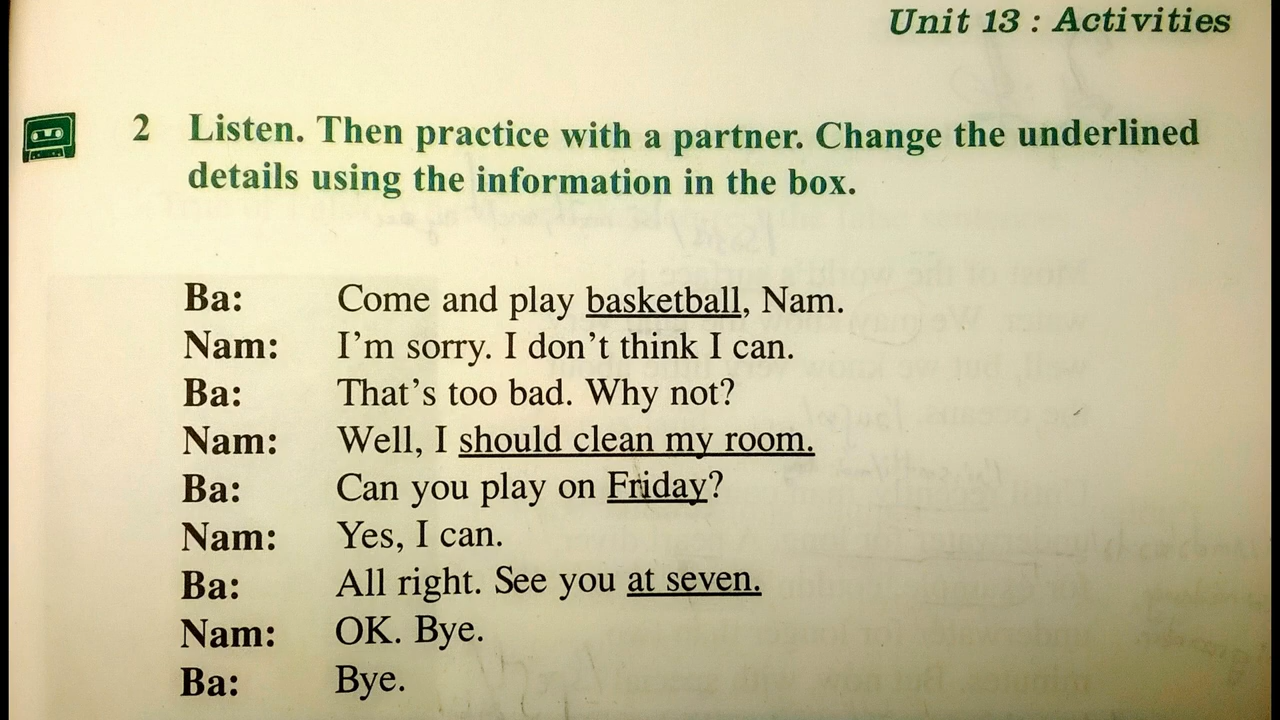 Unit 13 : Activities
2 Listen. Then practice with a partner. Change the underlined
details using the information in the box.
Ba: Come and play basketball, Nam.
Nam: I'm sorry. I don't think I can.
Ba: That's too bad. Why not?
Nam: Well, I should clean my room.
Ba: Can you play on Friday?
Nam: Yes, I can.
Ba: All right. See you at seven.
Nam: OK. Bye.
Ba: Bye.